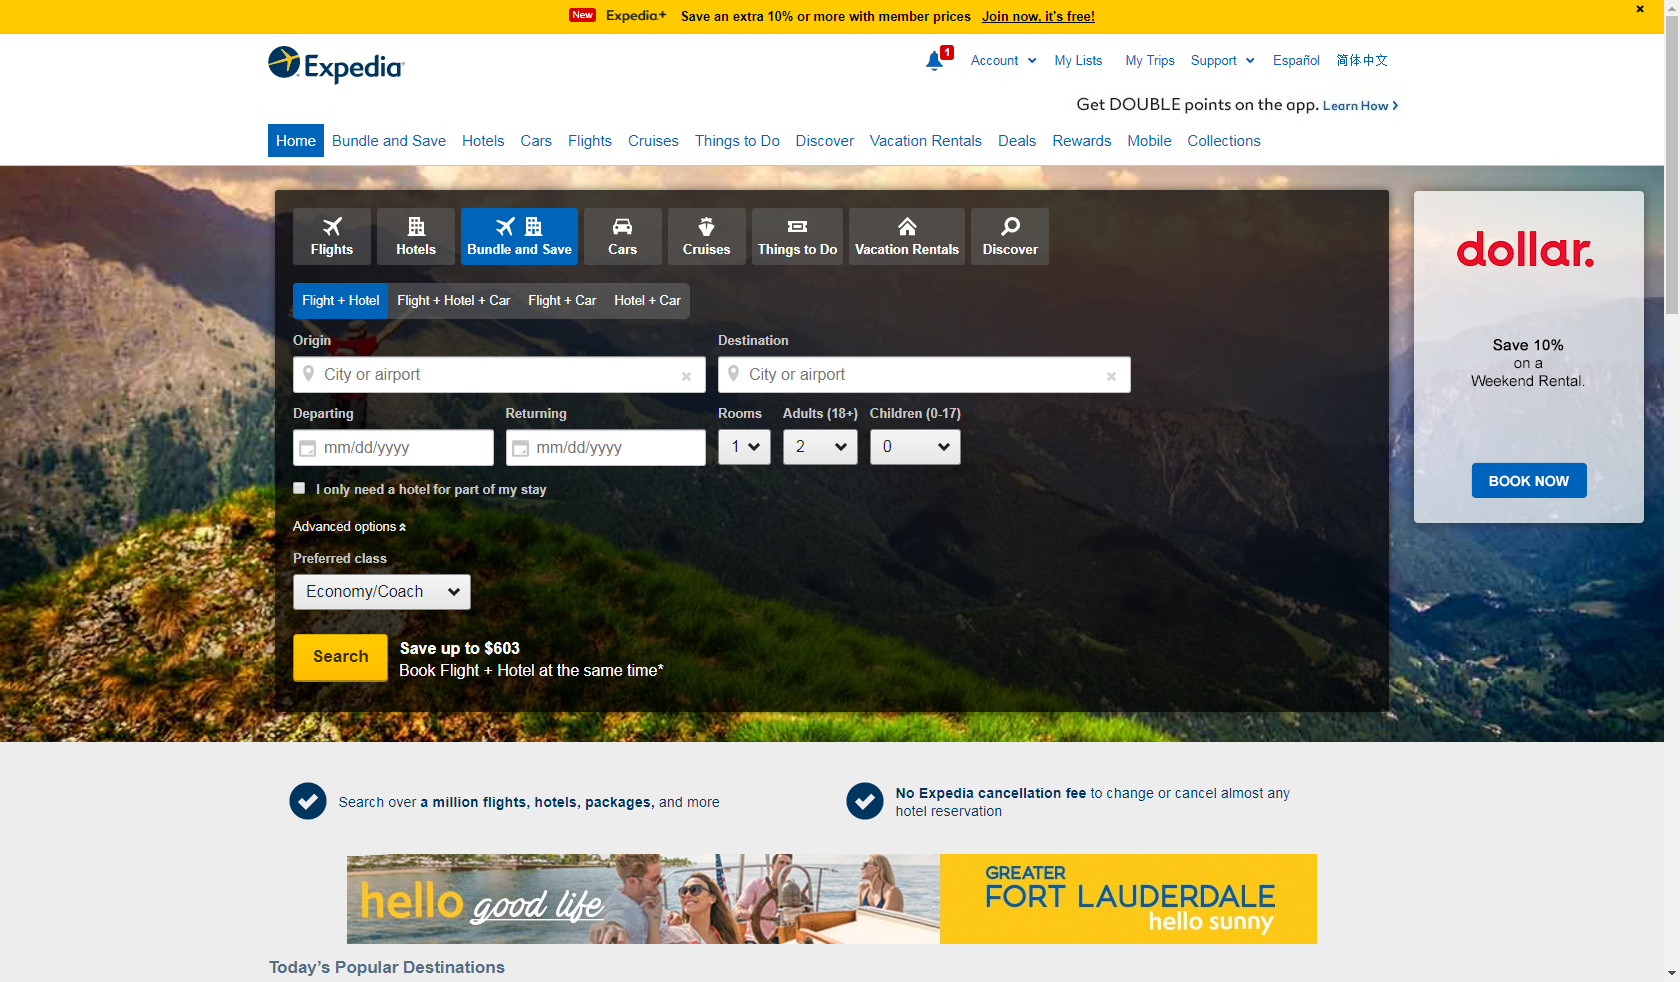 New Expedia+ Save an extra 10% or more with member prices Join now, it's free!
Expedia
1 Account My Lists My Trips Support Español 简体中文
Get DOUBLE points on the app. Learn How >
Home Bundle and Save Hotels Cars Flights Cruises Things to Do Discover Vacation Rentals Deals Rewards Mobile Collections
Flights Hotels Bundle and Save Cars Cruises Things to Do Vacation Rentals Discover
Flight + Hotel Flight + Hotel + Car Flight + Car Hotel + Car
Origin Destination
City or airport City or airport
Departing Returning Rooms Adults (18+) Children (0-17)
mm/dd/yyyy mm/dd/yyyy 1 2 0
I only need a hotel for part of my stay
Advanced options
Preferred class
Economy/Coach
Search
Save up to $603
Book Flight + Hotel at the same time*
dollar.
Save 10%
on a
Weekend Rental.
BOOK NOW
Search over a million flights, hotels, packages, and more
No Expedia cancellation fee to change or cancel almost any
hotel reservation
hello good life
GREATER
FORT LAUDERDALE
hello sunny
Today's Popular Destinations